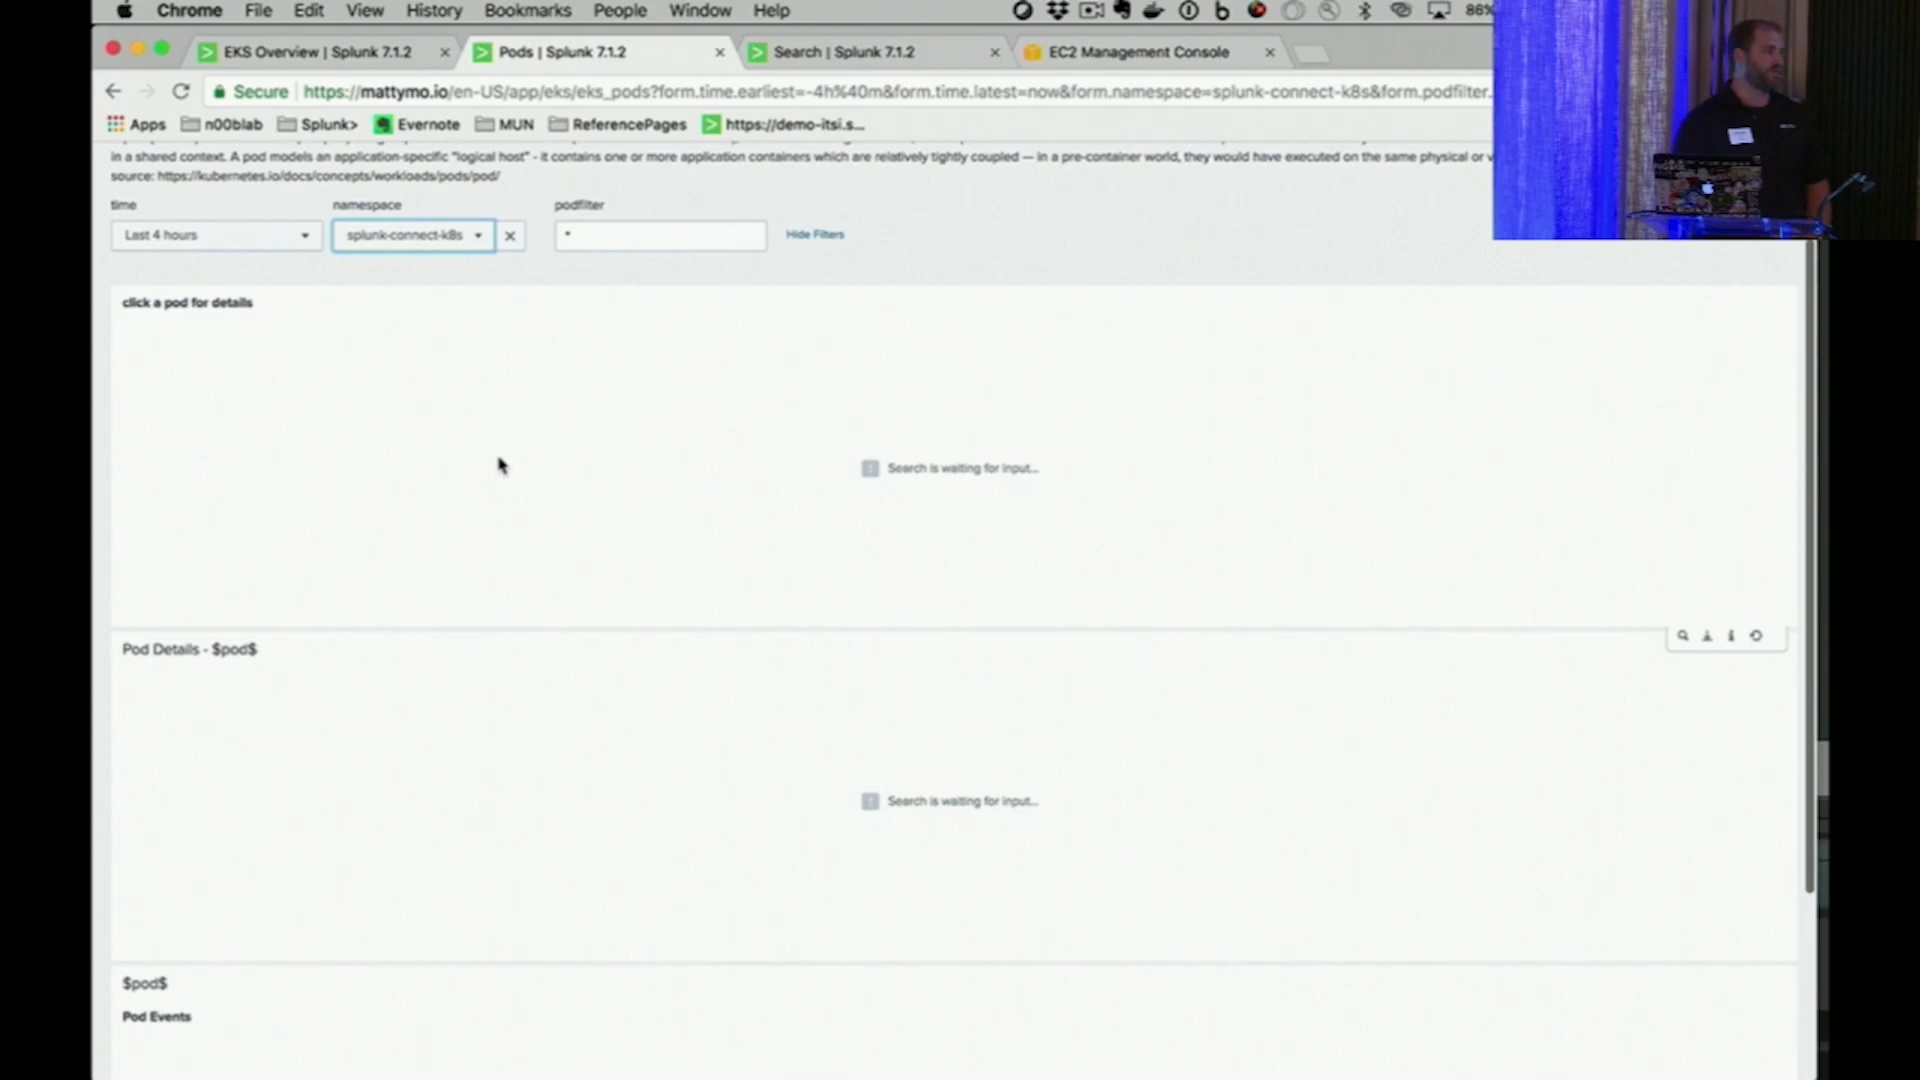 Chrome File Edit View History Bookmarks People Window Help 86%
EKS Overview | Splunk 7.1.2 Pods | Splunk 7.1.2 Search | Splunk 7.1.2 EC2 Management Console
Secure https://mattymo.io/en-US/app/eks/eks_pods?form.time.earliest=-4h%40m&form.time.latest=now&form.namespace=splunk-connect-k8s&form.podfilter.
Apps n00blab Splunk> Evernote MUN ReferencePages https://demo-itsi.s...
in a shared context. A pod models an application-specific "logical host" - it contains one or more application containers which are relatively tightly coupled — in a pre-container world, they would have executed on the same physical or v
source: https://kubernetes.io/docs/concepts/workloads/pods/pod/
time namespace podfilter
Last 4 hours splunk-connect-k8s * Hide Filters
click a pod for details
Search is waiting for input...
Pod Details - $pod$
Search is waiting for input...
$pod$
Pod Events